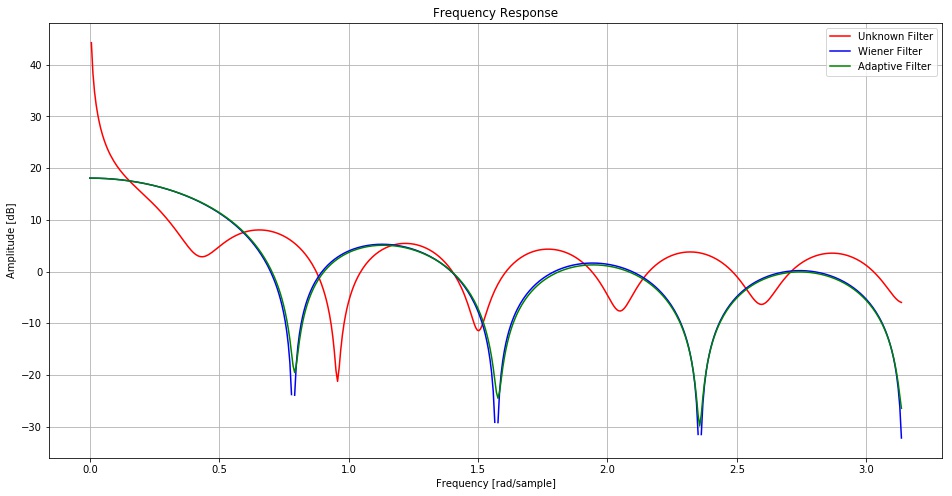 Frequency Response
Unknown Filter
Wiener Filter
Adaptive Filter
Amplitude [dB]
40
30
20
10
0
−10
−20
−30
0.0 0.5 1.0 1.5 2.0 2.5 3.0
Frequency [rad/sample]